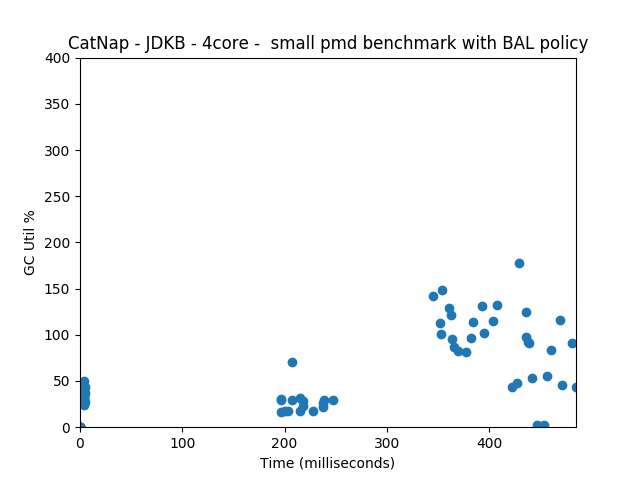 CatNap - JDKB - 4core -  small pmd benchmark with BAL policy
400
350
300
250
200
150
100
50
0
GC Util %
0 100 200 300 400
Time (milliseconds)